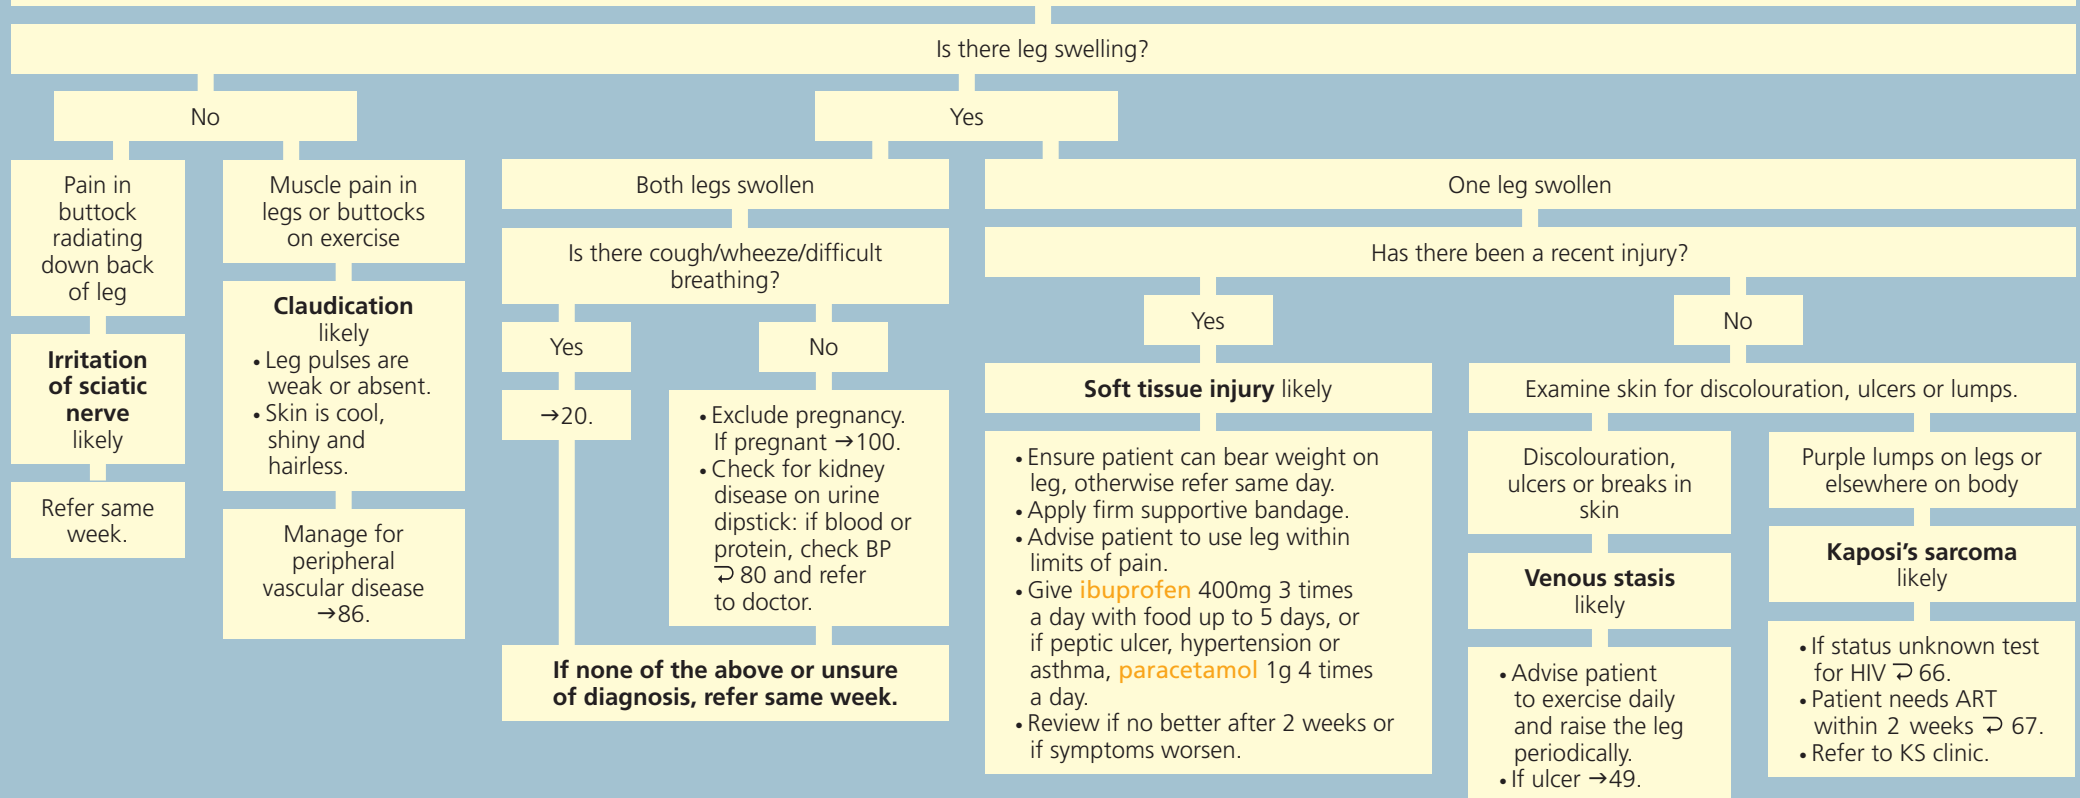 Is there leg swelling?
No
Yes
Pain in
buttock
radiating
down back
of leg
Irritation
of sciatic
nerve
likely
Refer same
week.
Muscle pain in
legs or buttocks
on exercise
Claudication
likely
• Leg pulses are
weak or absent.
• Skin is cool,
shiny and
hairless.
Manage for
peripheral
vascular disease
→86.
Both legs swollen
Is there cough/wheeze/difficult
breathing?
Yes
→20.
No
• Exclude pregnancy.
If pregnant →100.
• Check for kidney
disease on urine
dipstick: if blood or
protein, check BP
⮌ 80 and refer
to doctor.
If none of the above or unsure
of diagnosis, refer same week.
One leg swollen
Has there been a recent injury?
Yes
Soft tissue injury likely
• Ensure patient can bear weight on
leg, otherwise refer same day.
• Apply firm supportive bandage.
• Advise patient to use leg within
limits of pain.
• Give ibuprofen 400mg 3 times
a day with food up to 5 days, or
if peptic ulcer, hypertension or
asthma, paracetamol 1g 4 times
a day.
• Review if no better after 2 weeks or
if symptoms worsen.
No
Examine skin for discolouration, ulcers or lumps.
Discolouration,
ulcers or breaks in
skin
Venous stasis
likely
• Advise patient
to exercise daily
and raise the leg
periodically.
• If ulcer →49.
Purple lumps on legs or
elsewhere on body
Kaposi's sarcoma
likely
• If status unknown test
for HIV ⮌ 66.
• Patient needs ART
within 2 weeks ⮌ 67.
• Refer to KS clinic.